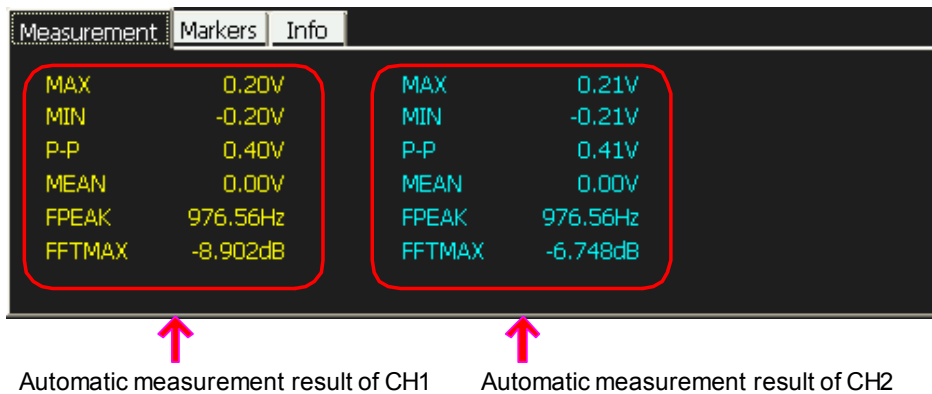 Measurement Markers Info
MAX 0.20V MAX 0.21V
MIN -0.20V MIN -0.21V
P-P 0.40V P-P 0.41V
MEAN 0.00V MEAN 0.00V
FPEAK 976.56Hz FPEAK 976.56Hz
FFTMAX -8.902dB FFTMAX -6.748dB
Automatic measurement result of CH1 Automatic measurement result of CH2